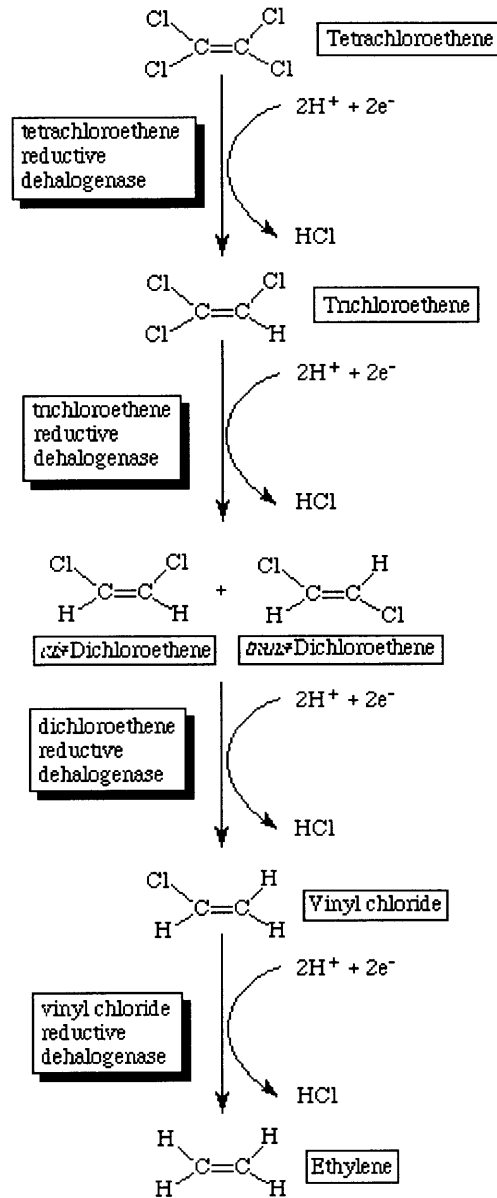 Cl Cl
C=C
Cl Cl
Tetrachloroethene
2H+ + 2e-
tetrachloroethene
reductive
dehalogenase
HCl
Cl Cl
C=C
Cl H
Trichloroethene
2H+ + 2e-
trichloroethene
reductive
dehalogenase
HCl
Cl Cl
C=C
H H
+
Cl H
C=C
H Cl
cis-Dichloroethene
trans-Dichloroethene
2H+ + 2e-
dichloroethene
reductive
dehalogenase
HCl
Cl H
C=C
H H
Vinyl chloride
2H+ + 2e-
vinyl chloride
reductive
dehalogenase
HCl
H H
C=C
H H
Ethylene